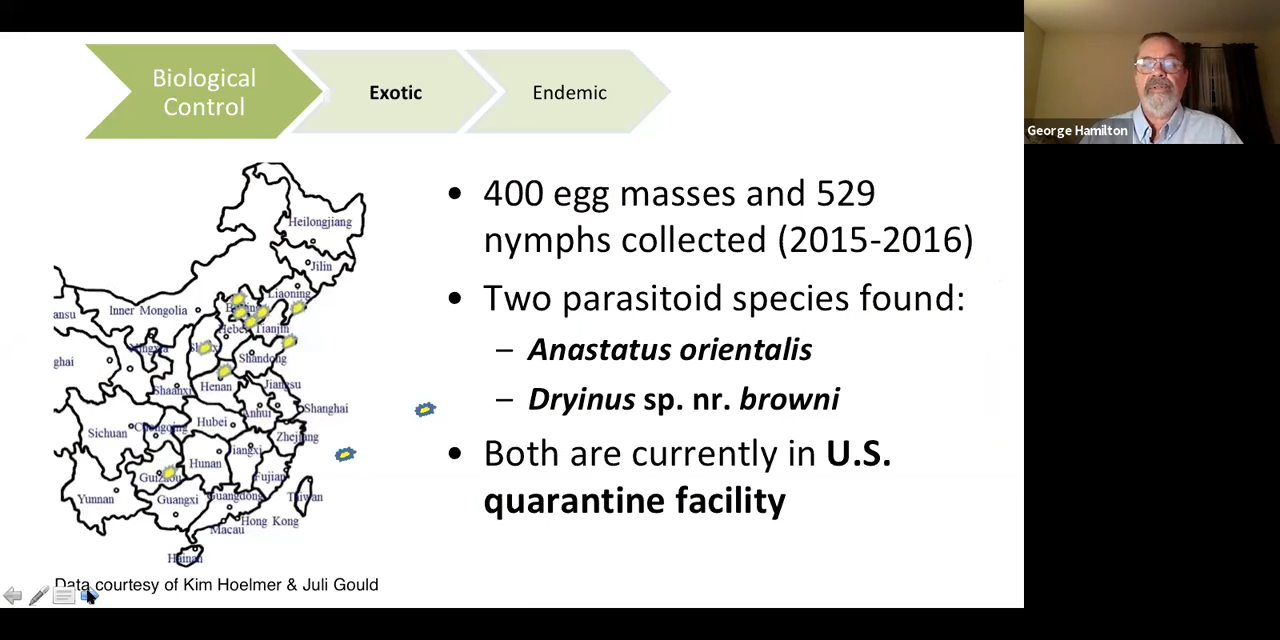 Biological
Control
Exotic
Endemic
George Hamilton
• 400 egg masses and 529
nymphs collected (2015-2016)
• Two parasitoid species found:
– Anastatus orientalis
– Dryinus sp. nr. browni
• Both are currently in U.S.
quarantine facility
Heilongjiang
Jilin
Liaoning
Inner Mongolia
ansu
Tianjin
ghai
Shandong
Shaanxi
Henan
Jiangsu
Anhui
Shanghai
Sichuan
Hubei
Zhejiang
Hunan
Jiangxi
Fujian
Yunnan
Guangxi
Guangdong
Taiwan
Hong Kong
Macau
Hainan
Data courtesy of Kim Hoelmer & Juli Gould